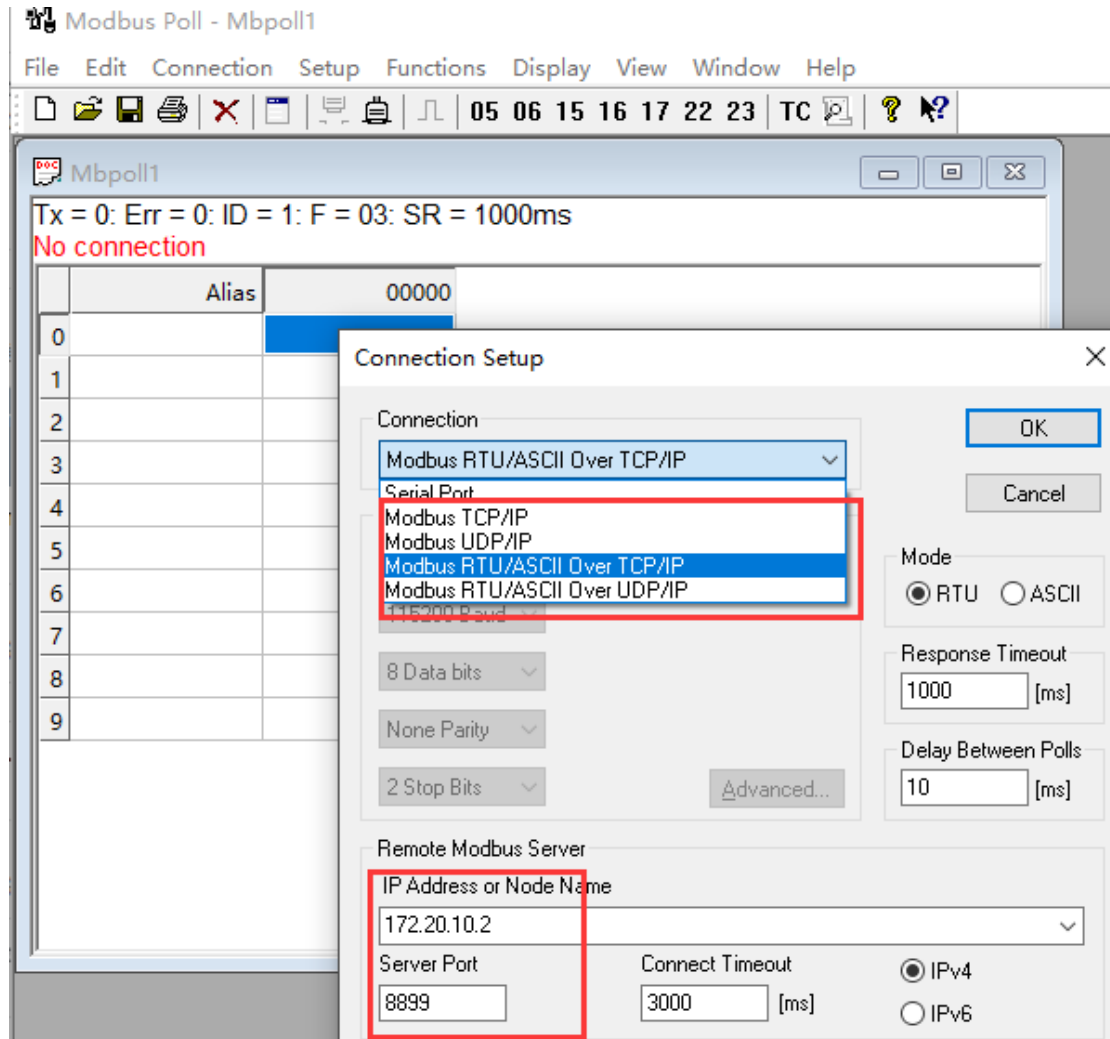 Modbus Poll - Mbpoll1
File Edit Connection Setup Functions Display View Window Help
05 06 15 16 17 22 23 TC
Mbpoll1
Tx = 0: Err = 0: ID = 1: F = 03: SR = 1000ms
No connection
Alias 00000
0
1
2
3
4
5
6
7
8
9
Connection Setup
Connection
Modbus RTU/ASCII Over TCP/IP
Serial Port
Modbus TCP/IP
Modbus UDP/IP
Modbus RTU/ASCII Over TCP/IP
Modbus RTU/ASCII Over UDP/IP
115200 Baud
8 Data bits
None Parity
2 Stop Bits
Advanced...
OK
Cancel
Mode
RTU ASCII
Response Timeout
1000 [ms]
Delay Between Polls
10 [ms]
Remote Modbus Server
IP Address or Node Name
172.20.10.2
Server Port Connect Timeout
8899 3000 [ms]
IPv4
IPv6